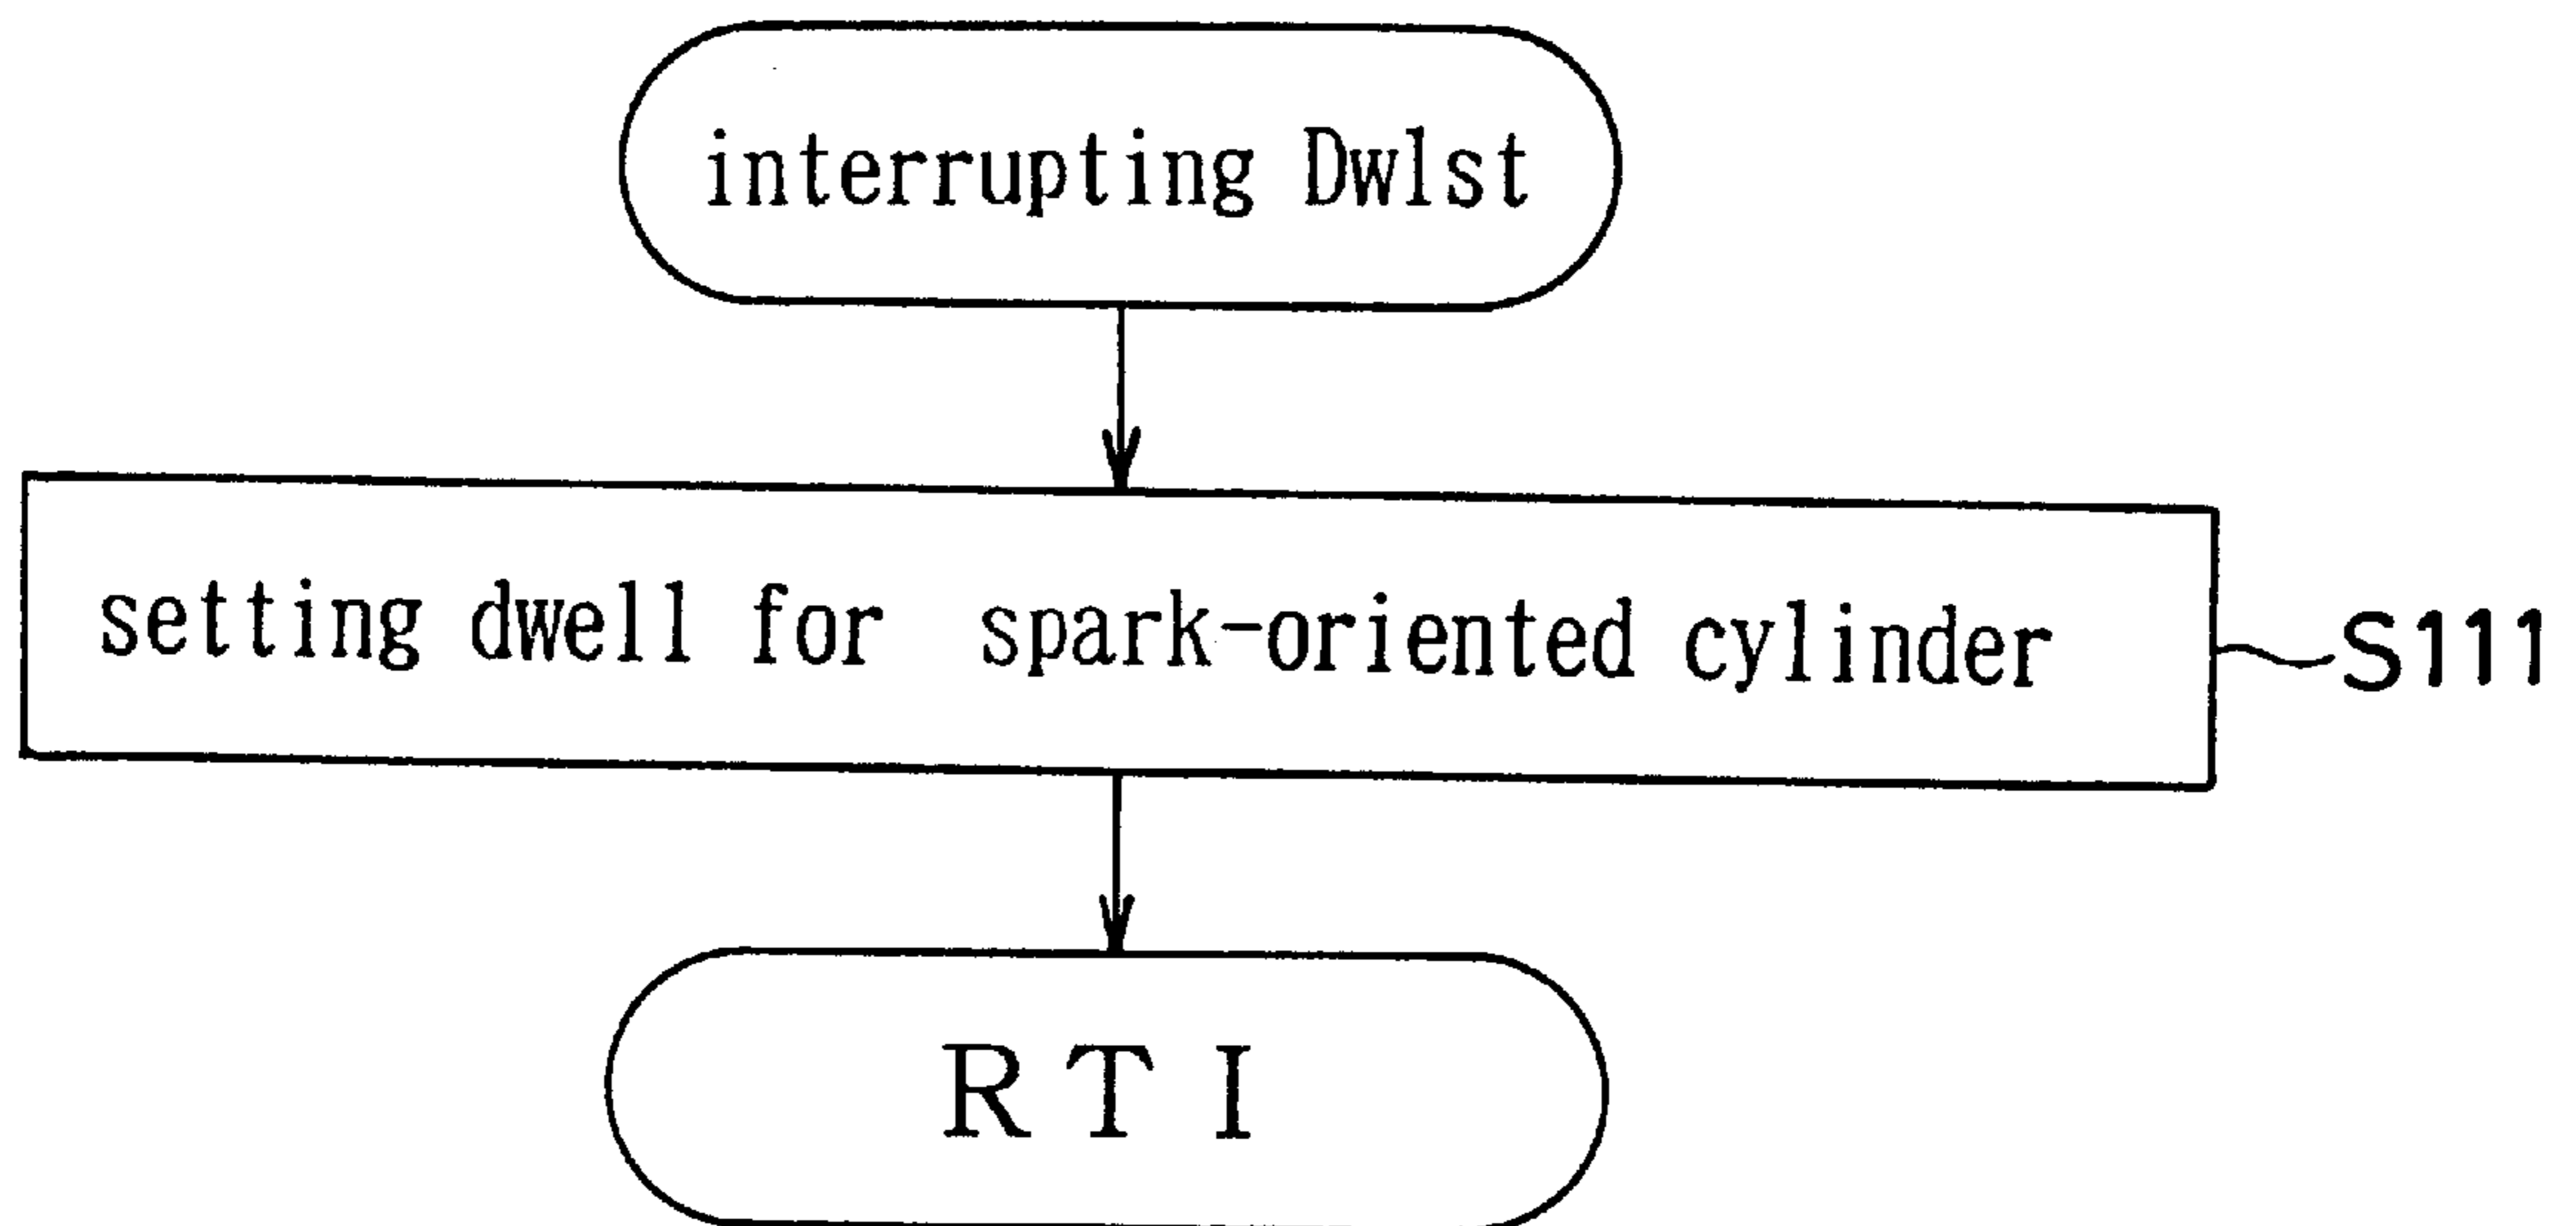 interrupting Dwlst
setting dwell for spark-oriented cylinder
S111
RTI